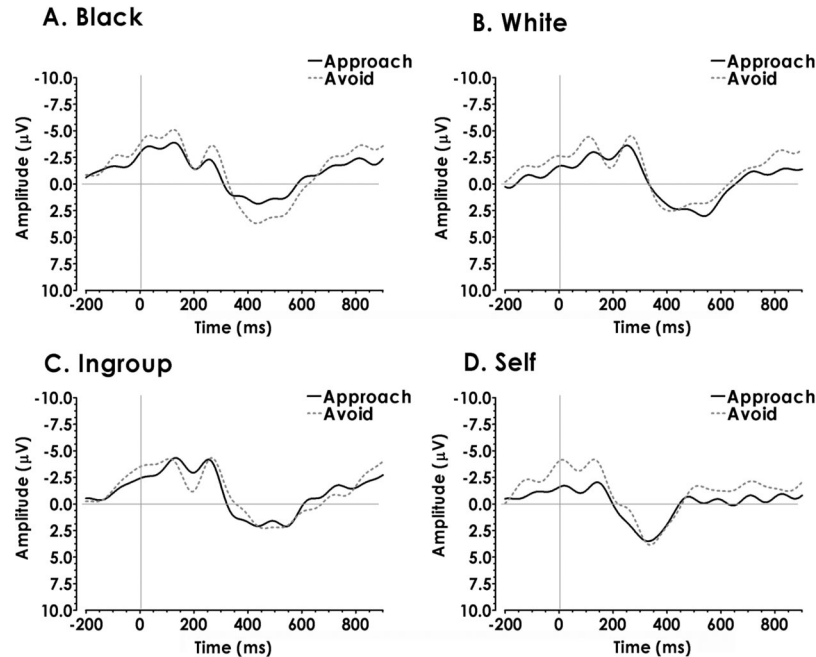 A. Black
Approach
Avoid
-10.0
-7.5
-5.0
-2.5
0.0
2.5
5.0
7.5
10.0
Amplitude (µV)
-200 0 200 400 600 800
Time (ms)
B. White
Approach
Avoid
-10.0
-7.5
-5.0
-2.5
0.0
2.5
5.0
7.5
10.0
Amplitude (µV)
-200 0 200 400 600 800
Time (ms)
C. Ingroup
Approach
Avoid
-10.0
-7.5
-5.0
-2.5
0.0
2.5
5.0
7.5
10.0
Amplitude (µV)
-200 0 200 400 600 800
Time (ms)
D. Self
Approach
Avoid
-10.0
-7.5
-5.0
-2.5
0.0
2.5
5.0
7.5
10.0
Amplitude (µV)
-200 0 200 400 600 800
Time (ms)